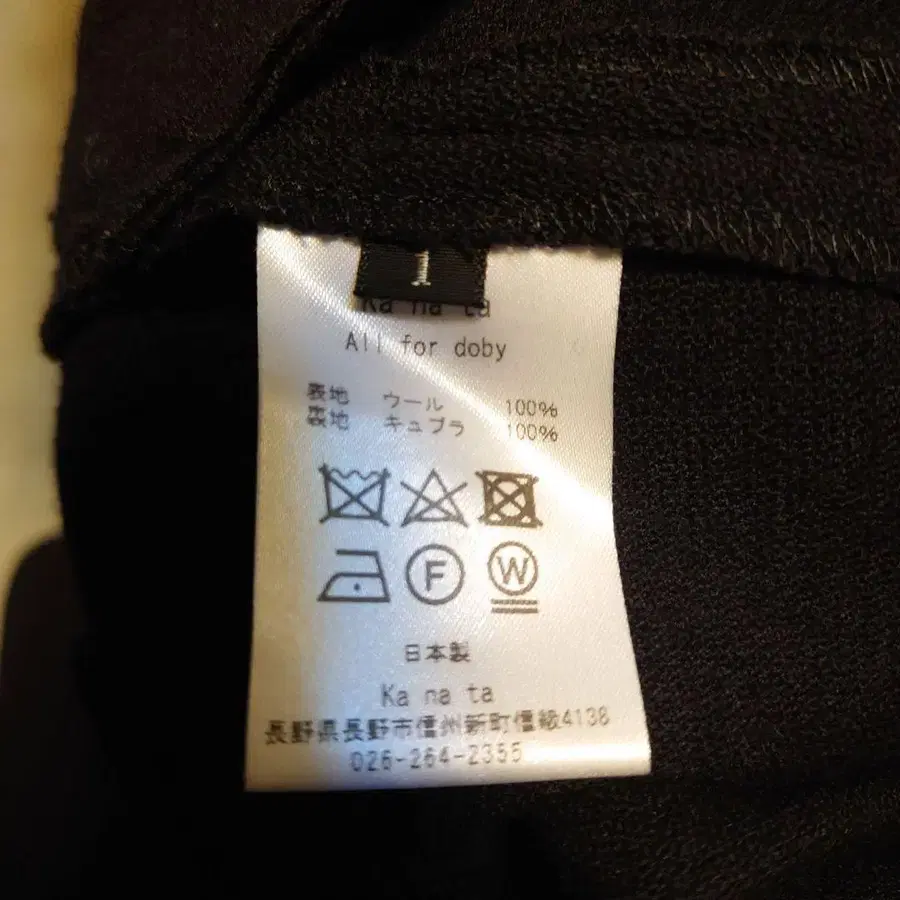 1
Ka na ta
All for doby
表地 ウール 100%
裏地 キュプラ 100%
F W
日本製
Ka na ta
長野県長野市信州新町信級4138
026-264-2355